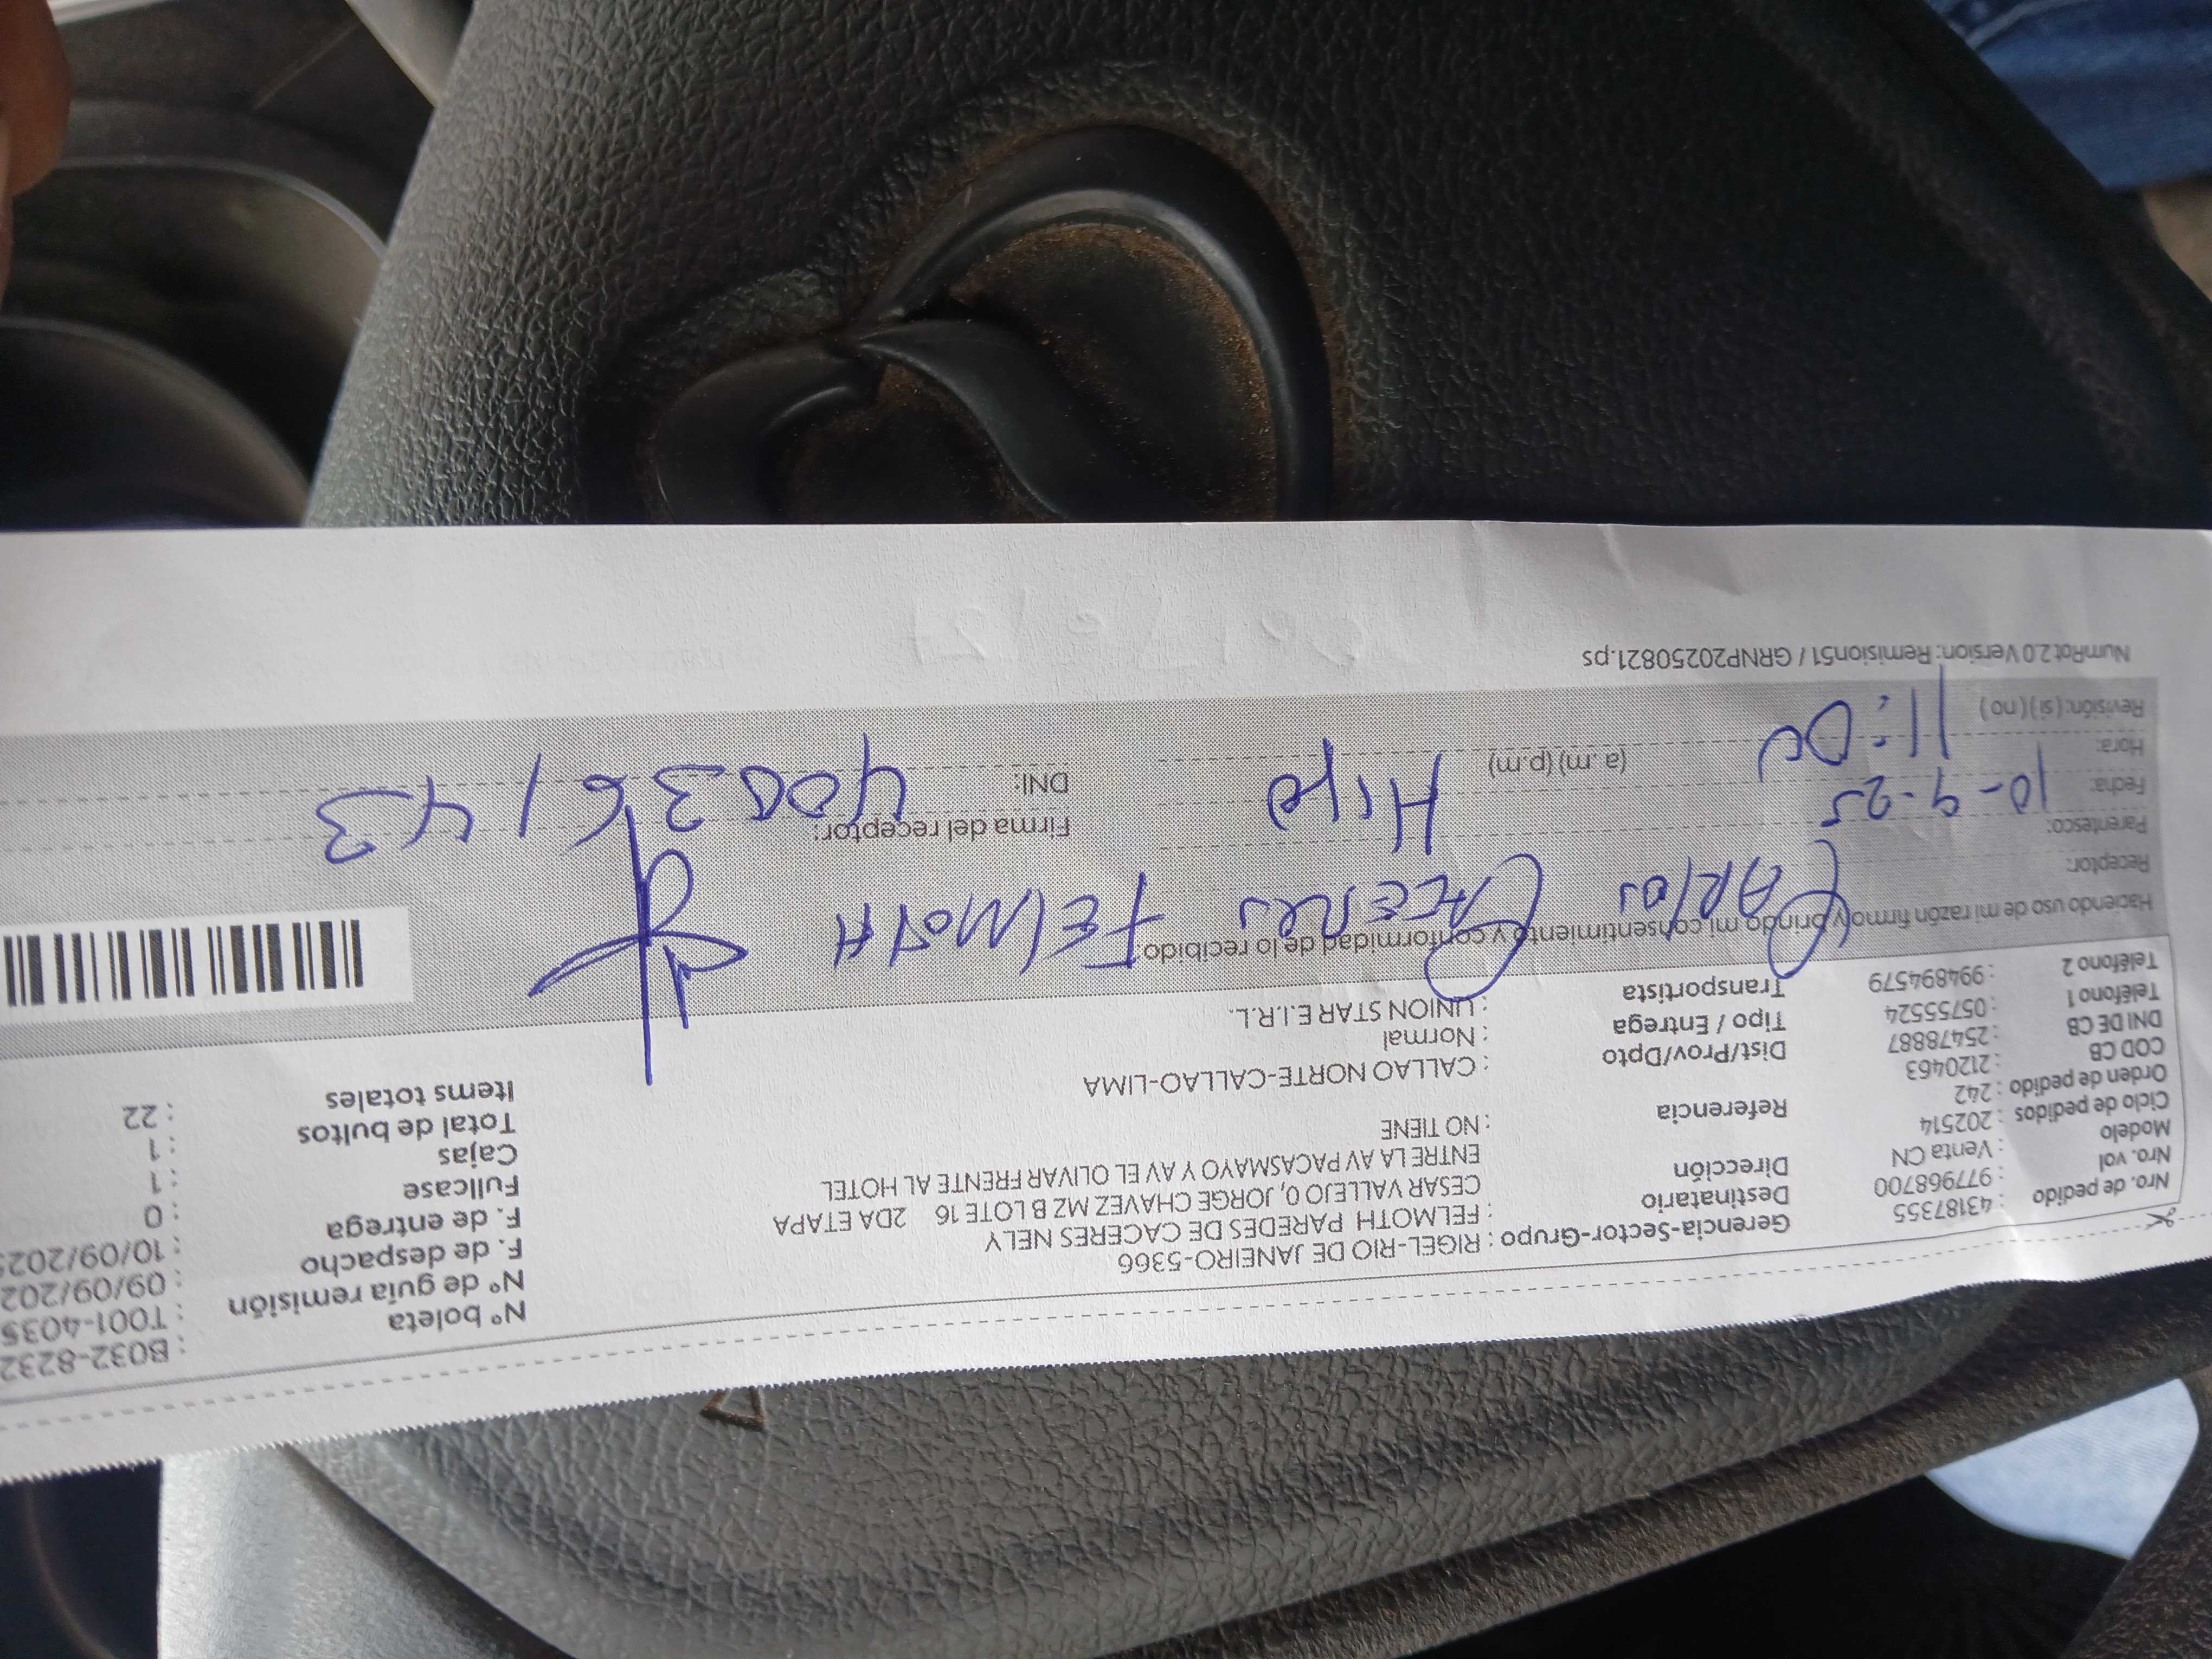 Nro. de pedido : 43187355
Nro. vol : 977968700
Modelo : Venta CN
Ciclo de pedidos : 202514
Orden de pedido : 242
COD CB : 2120463
DNI DE CB : 25478887
Teléfono 1 : 05755524
Teléfono 2 : 994894579
Gerencia-Sector-Grupo : RIGEL-RIO DE JANEIRO-5366
Destinatario : FELMOTH PAREDES DE CACERES NELY
Dirección : CESAR VALLEJO 0, JORGE CHAVEZ MZ B LOTE 16 2DA ETAPA
ENTRE LA AV PACASMAYO Y AV EL OLIVAR FRENTE AL HOTEL
Referencia : NO TIENE
Dist/Prov/Dpto : CALLAO NORTE-CALLAO-LIMA
Tipo / Entrega : Normal
Transportista : UNION STAR E.I.R.L.
N° boleta : B032-8232
N° de guía remisión : T001-4035
F. de despacho : 09/09/202
F. de entrega : 10/09/202
Fullcase : 0
Cajas : 1
Total de bultos : 1
Items totales : 22
Haciendo uso de mi razón firmo y brindo mi consentimiento y conformidad de lo recibido
Receptor: CARlos CACERES FElMOTH
Parentesco: Hijo
Firma del receptor:
Fecha: 10-9-25
DNI: 40036143
Hora: 11:00 (a. m) (p.m)
Revisión: ( si ) ( no )
NumRot 2.0 Version: Remision51 / GRNP20250821.ps